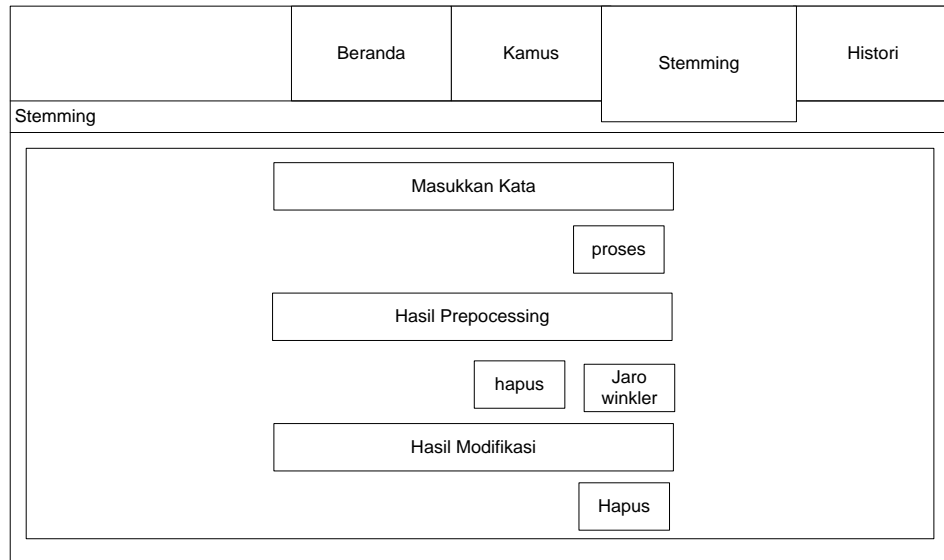 Beranda
Kamus
Stemming
Histori
Stemming
Masukkan Kata
proses
Hasil Prepocessing
hapus
Jaro
winkler
Hasil Modifikasi
Hapus